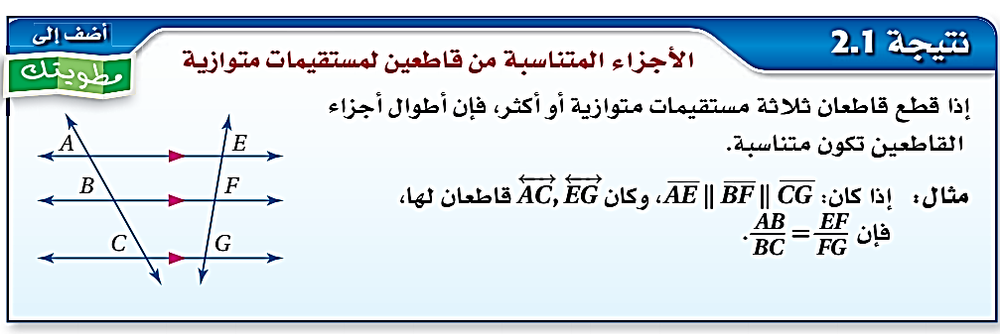 نتيجة 2.1
الأجزاء المتناسبة من قاطعين لمستقيمات متوازية
أضف إلى
مطويتك
إذا قطع قاطعان ثلاثة مستقيمات متوازية أو أكثر، فإن أطوال أجزاء
القاطعين تكون متناسبة.
مثال: إذا كان: AE || BF || CG، وكان AC, EG قاطعان لها،
فإن AB/BC = EF/FG.
A E
B F
C G